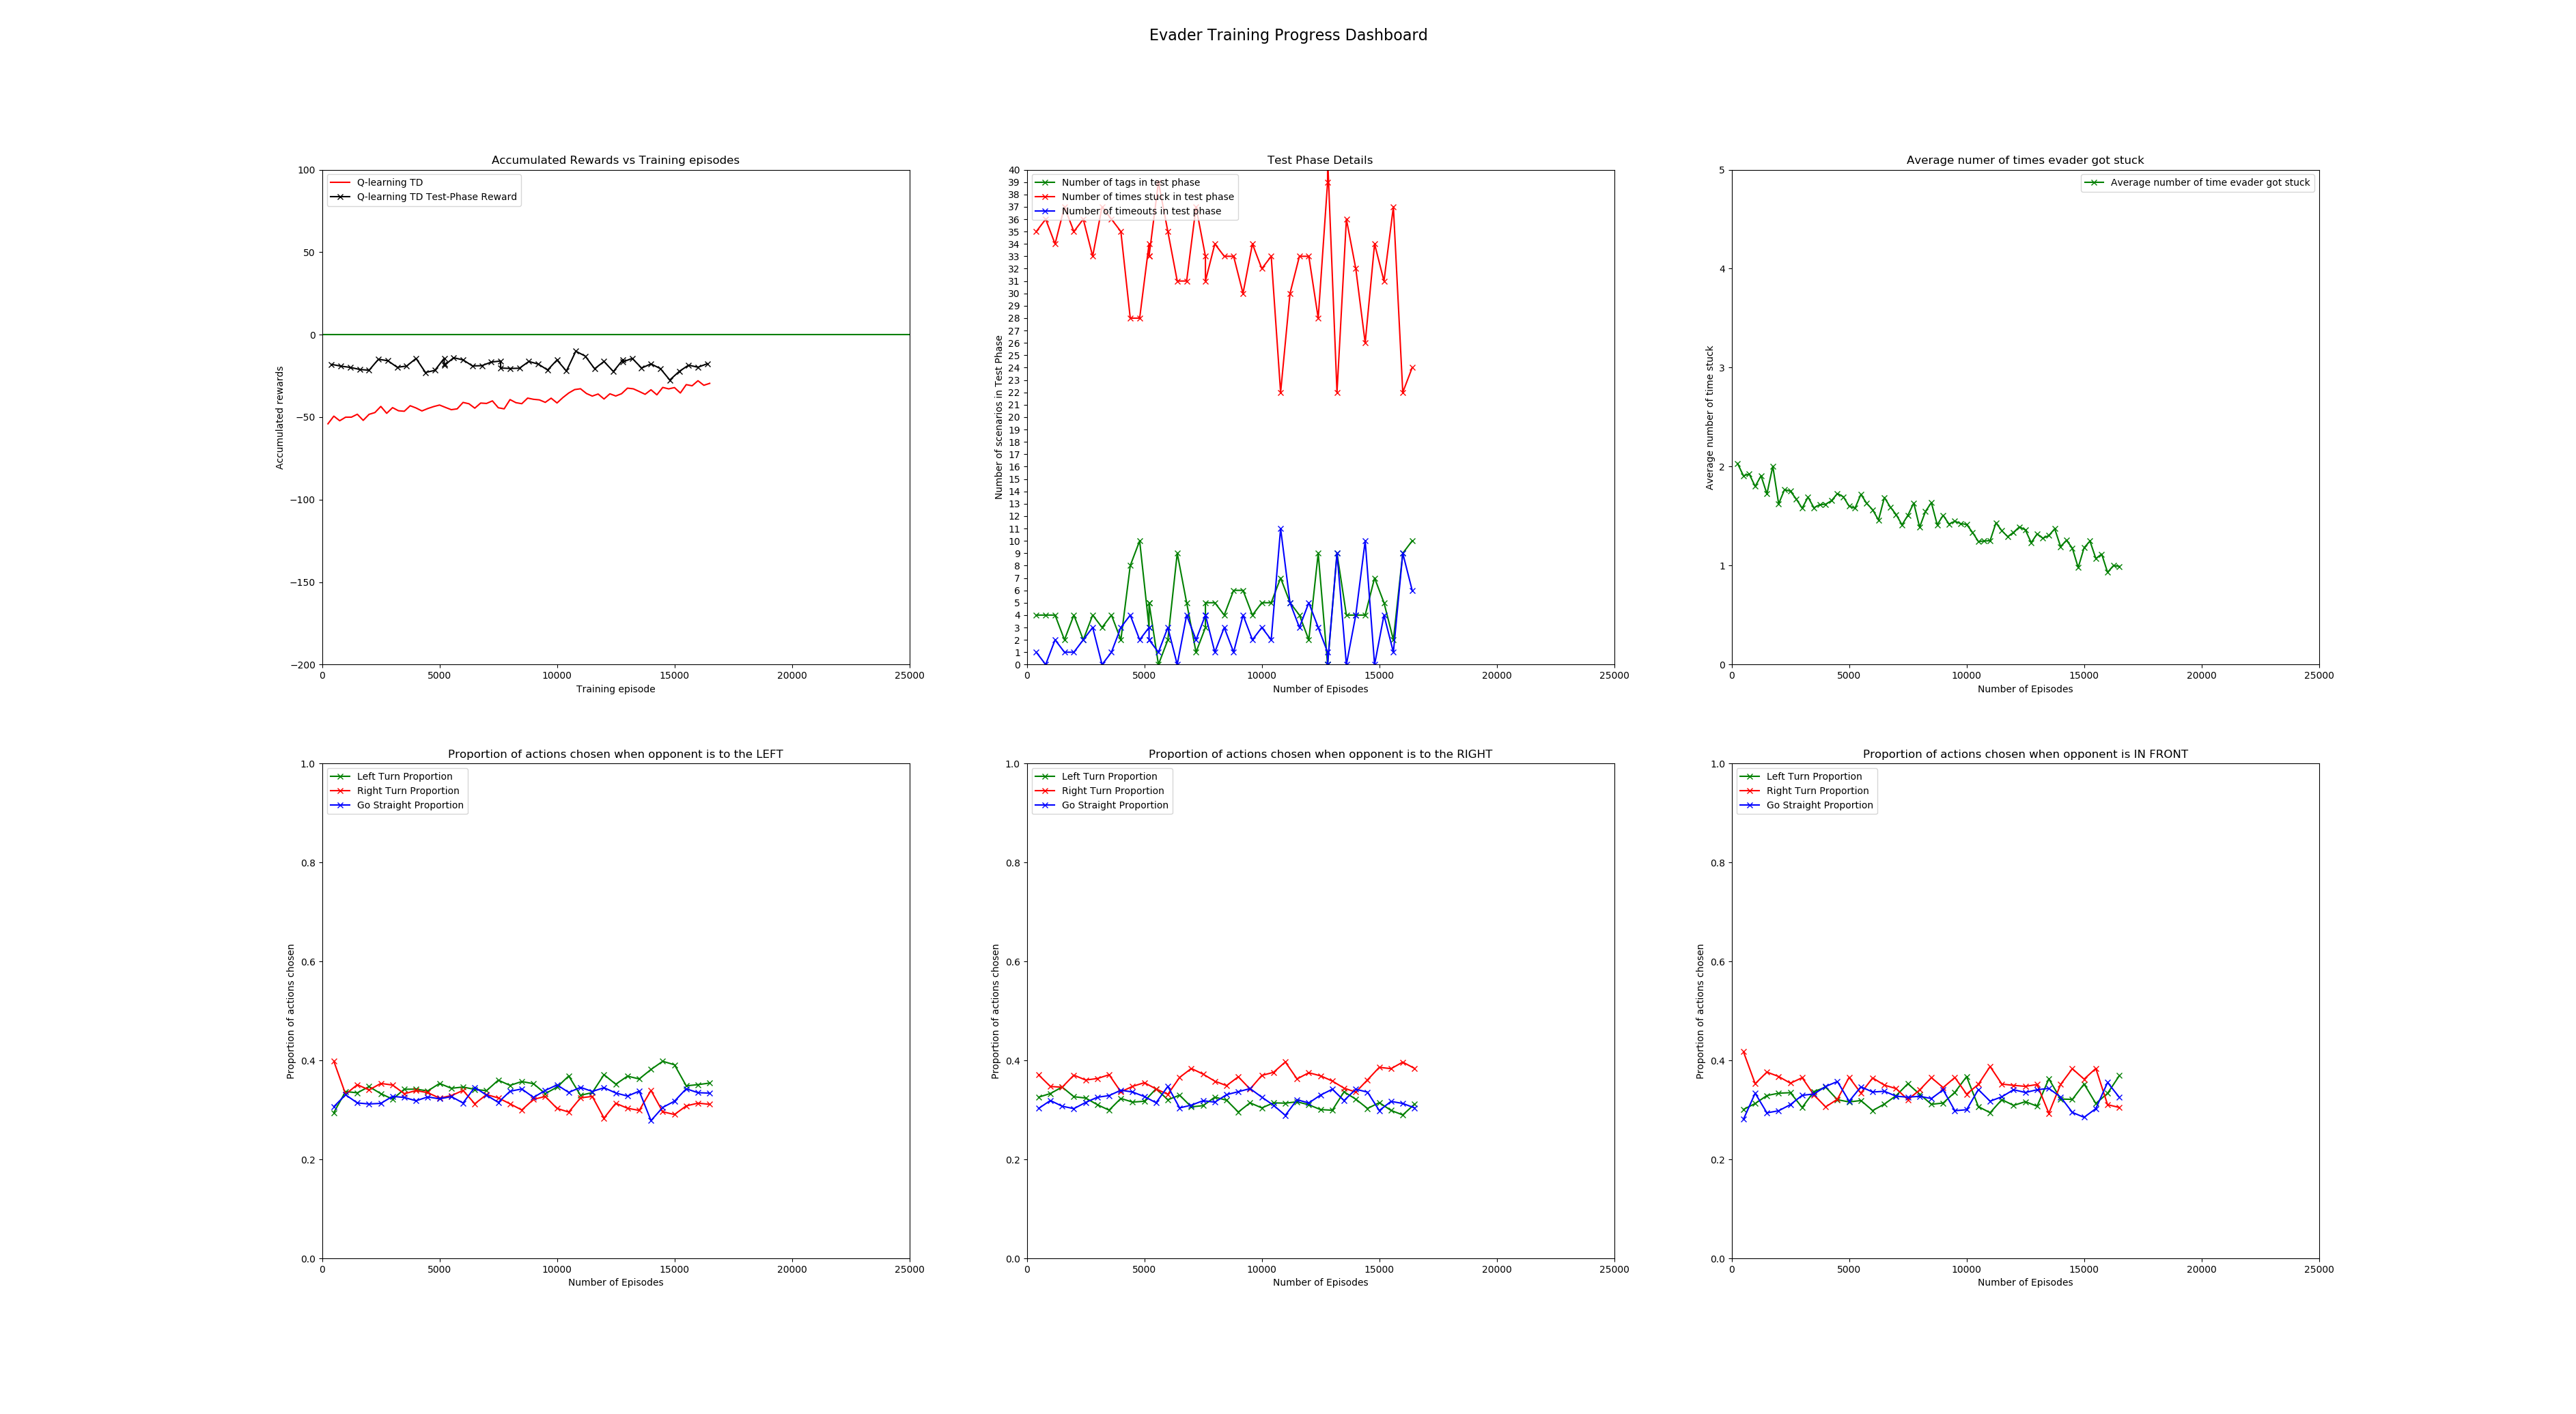 Evader Training Progress Dashboard
Accumulated Rewards vs Training episodes
Q-learning TD
Q-learning TD Test-Phase Reward
100
50
0
−50
−100
−150
−200
Accumulated rewards
0 5000 10000 15000 20000 25000
Training episode
Test Phase Details
Number of tags in test phase
Number of times stuck in test phase
Number of timeouts in test phase
40
39
38
37
36
35
34
33
32
31
30
29
28
27
26
25
24
23
22
21
20
19
18
17
16
15
14
13
12
11
10
9
8
7
6
5
4
3
2
1
0
Number of scenarios in Test Phase
0 5000 10000 15000 20000 25000
Number of Episodes
Average numer of times evader got stuck
Average number of time evader got stuck
5
4
3
2
1
0
Average number of time stuck
0 5000 10000 15000 20000 25000
Number of Episodes
Proportion of actions chosen when opponent is to the LEFT
Left Turn Proportion
Right Turn Proportion
Go Straight Proportion
1.0
0.8
0.6
0.4
0.2
0.0
Proportion of actions chosen
0 5000 10000 15000 20000 25000
Number of Episodes
Proportion of actions chosen when opponent is to the RIGHT
Left Turn Proportion
Right Turn Proportion
Go Straight Proportion
1.0
0.8
0.6
0.4
0.2
0.0
Proportion of actions chosen
0 5000 10000 15000 20000 25000
Number of Episodes
Proportion of actions chosen when opponent is IN FRONT
Left Turn Proportion
Right Turn Proportion
Go Straight Proportion
1.0
0.8
0.6
0.4
0.2
0.0
Proportion of actions chosen
0 5000 10000 15000 20000 25000
Number of Episodes